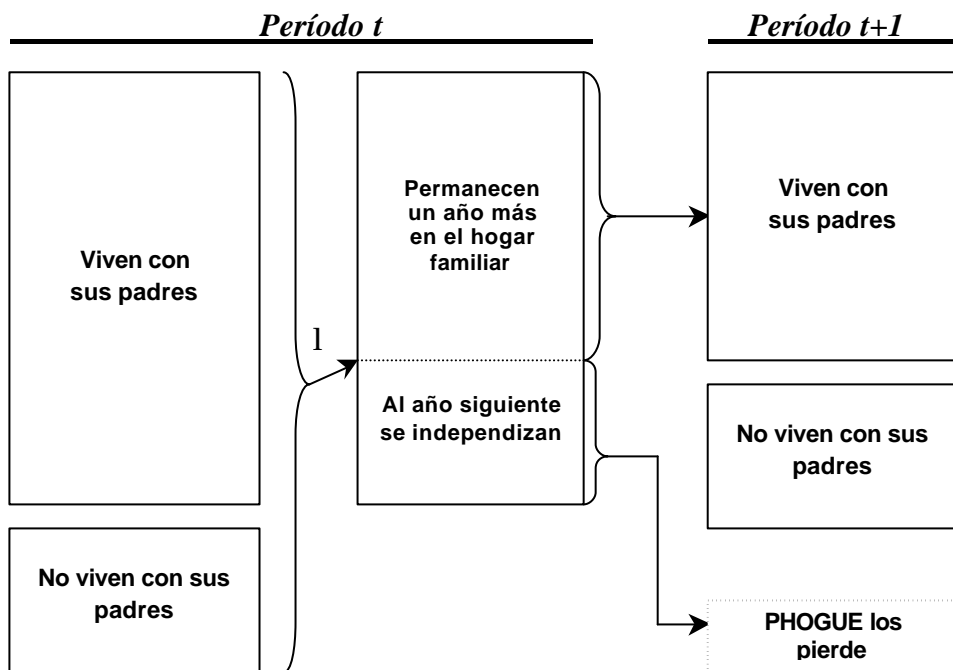 Período t
Período t+1
Viven con
sus padres
No viven con sus
padres
l
Permanecen
un año más
en el hogar
familiar
Al año siguiente
se independizan
Viven con
sus padres
No viven con sus
padres
PHOGUE los
pierde